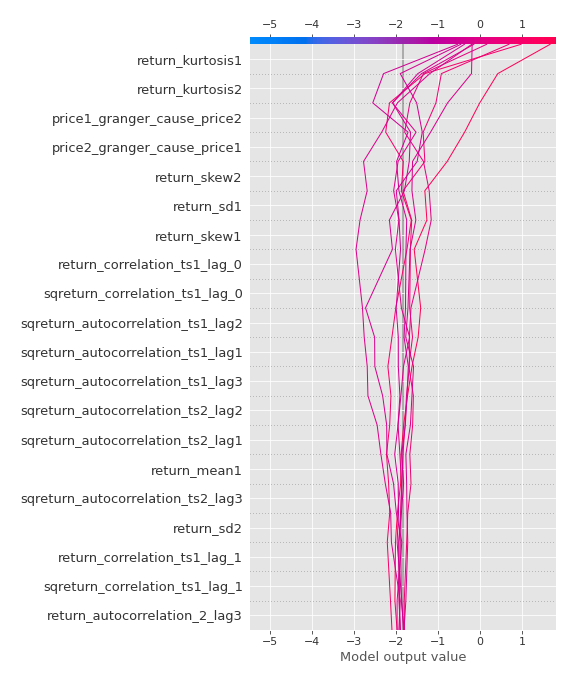 −5 −4 −3 −2 −1 0 1
return_kurtosis1
return_kurtosis2
price1_granger_cause_price2
price2_granger_cause_price1
return_skew2
return_sd1
return_skew1
return_correlation_ts1_lag_0
sqreturn_correlation_ts1_lag_0
sqreturn_autocorrelation_ts1_lag2
sqreturn_autocorrelation_ts1_lag1
sqreturn_autocorrelation_ts1_lag3
sqreturn_autocorrelation_ts2_lag2
sqreturn_autocorrelation_ts2_lag1
return_mean1
sqreturn_autocorrelation_ts2_lag3
return_sd2
return_correlation_ts1_lag_1
sqreturn_correlation_ts1_lag_1
return_autocorrelation_2_lag3
−5 −4 −3 −2 −1 0 1
Model output value